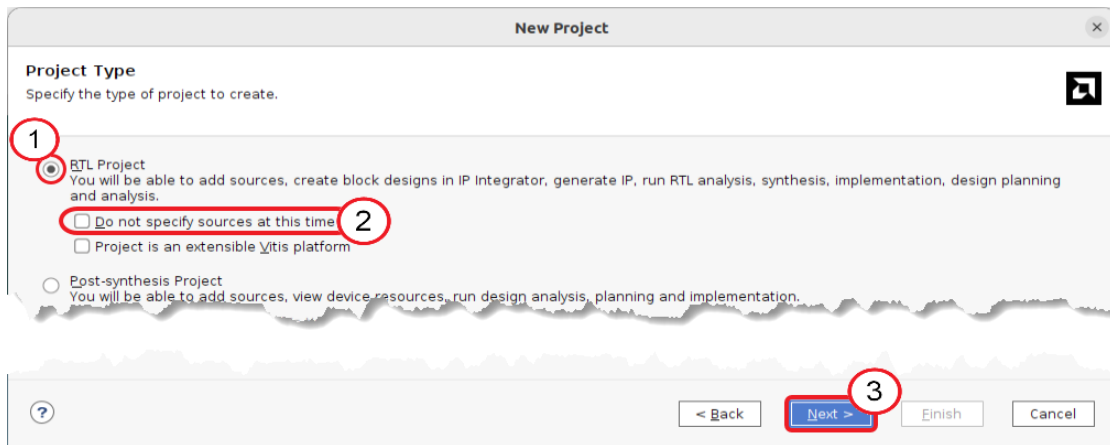 New Project
Project Type
Specify the type of project to create.
1
RTL Project
You will be able to add sources, create block designs in IP Integrator, generate IP, run RTL analysis, synthesis, implementation, design planning
and analysis.
Do not specify sources at this time
2
Project is an extensible Vitis platform
Post-synthesis Project
You will be able to add sources, view device resources, run design analysis, planning and implementation.
3
?
< Back
Next >
Finish
Cancel